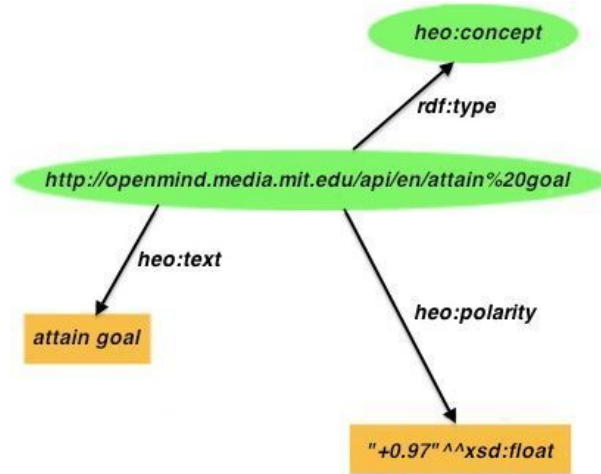 heo:concept
rdf:type
http://openmind.media.mit.edu/api/en/attain%20goal
heo:text
heo:polarity
attain goal
"+0.97"^^xsd:float